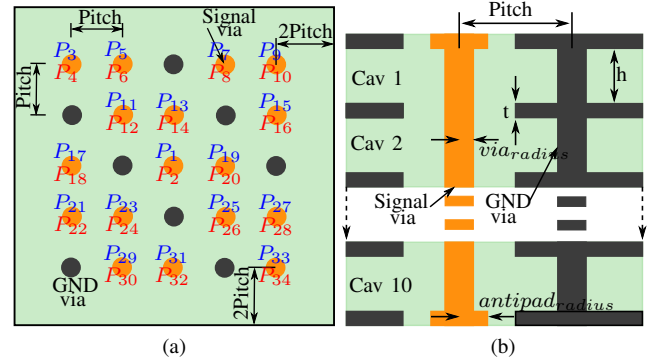 Pitch
Signal
via
2Pitch
P3 P5 P7 P9
P4 P6 P8 P10
Pitch
P11 P13 P15
P12 P14 P16
P17 P1 P19
P18 P2 P20
P21 P23 P25 P27
P22 P24 P26 P28
P29 P31 P33
P30 P32 P34
GND
via
2Pitch
(a)
Pitch
Cav 1
h
t
Cav 2
via_radius
Signal
via
GND
via
Cav 10
antipad_radius
(b)